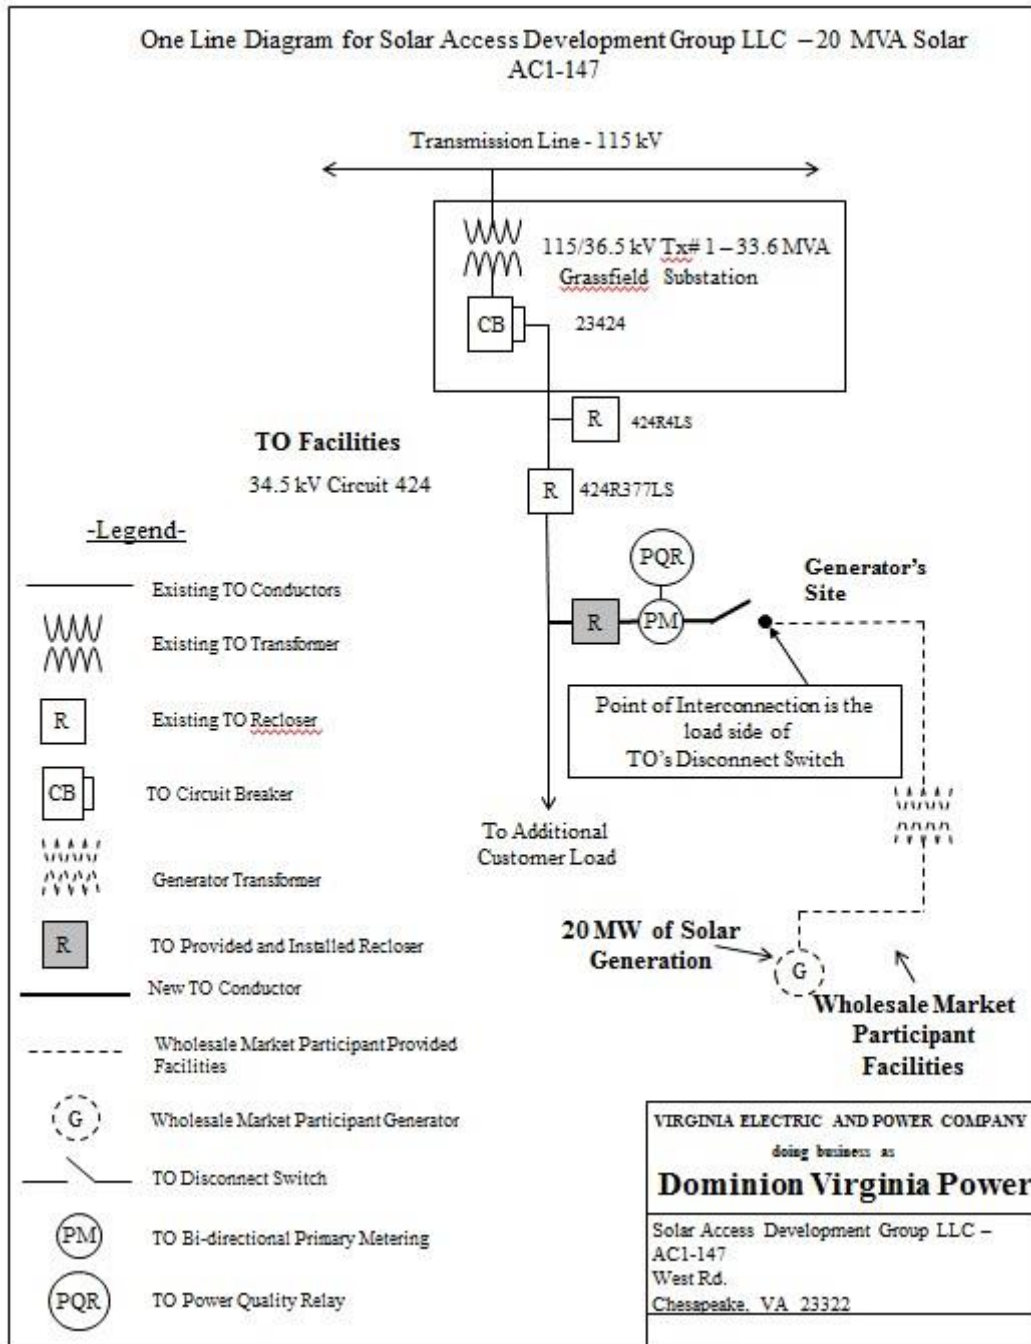 One Line Diagram for Solar Access Development Group LLC – 20 MVA Solar
AC1-147
Transmission Line - 115 kV
115/36.5 kV Tx# 1 – 33.6 MVA
Grassfield Substation
CB
23424
R
424R4LS
TO Facilities
34.5 kV Circuit 424
R
424R377LS
PQR
Generator's
Site
R
PM
Point of Interconnection is the
load side of
TO's Disconnect Switch
To Additional
Customer Load
20 MW of Solar
Generation
G
Wholesale Market
Participant
Facilities
-Legend-
Existing TO Conductors
Existing TO Transformer
R
Existing TO Recloser
CB
TO Circuit Breaker
Generator Transformer
R
TO Provided and Installed Recloser
New TO Conductor
Wholesale Market Participant Provided
Facilities
G
Wholesale Market Participant Generator
TO Disconnect Switch
PM
TO Bi-directional Primary Metering
PQR
TO Power Quality Relay
VIRGINIA ELECTRIC AND POWER COMPANY
doing business as
Dominion Virginia Power
Solar Access Development Group LLC –
AC1-147
West Rd.
Chesapeake, VA 23322